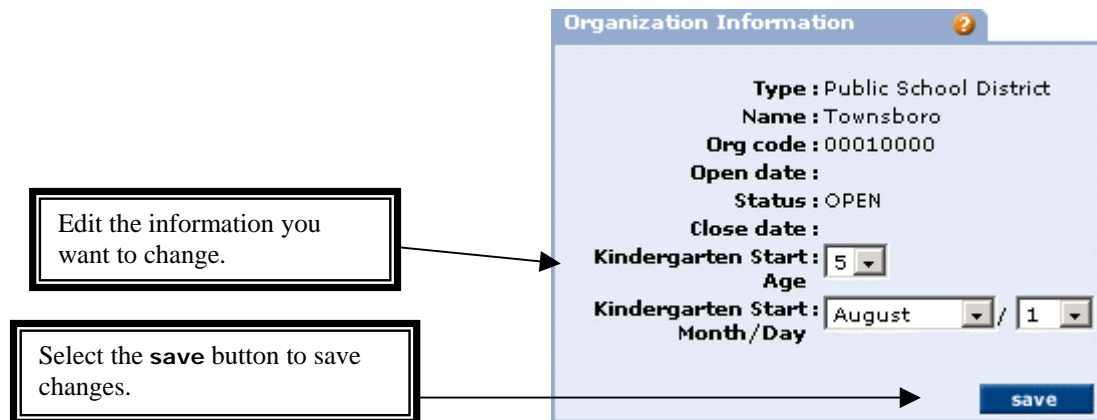 Organization Information ?
Type : Public School District
Name : Townsboro
Org code : 00010000
Open date :
Status : OPEN
Close date :
Edit the information you
want to change.
Kindergarten Start : 5
Age
Kindergarten Start : August / 1
Month/Day
Select the save button to save
changes.
save